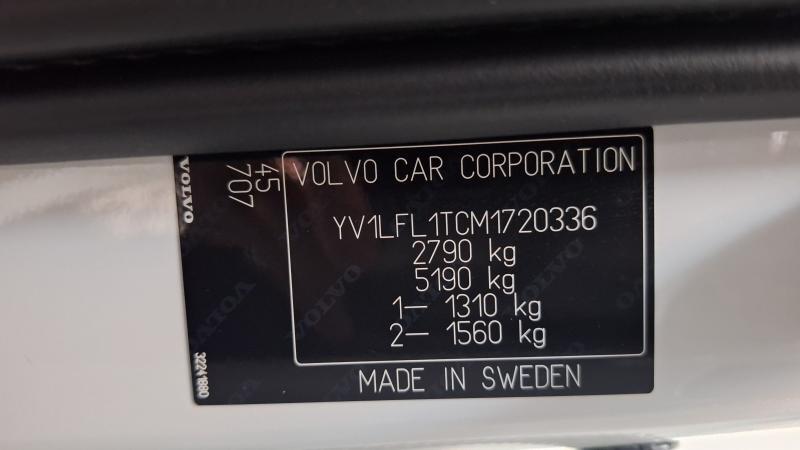 VOLVO
45
707
VOLVO CAR CORPORATION
YV1LFL1TCM1720336
2790 kg
5190 kg
1– 1310 kg
2– 1560 kg
MADE IN SWEDEN
32241880